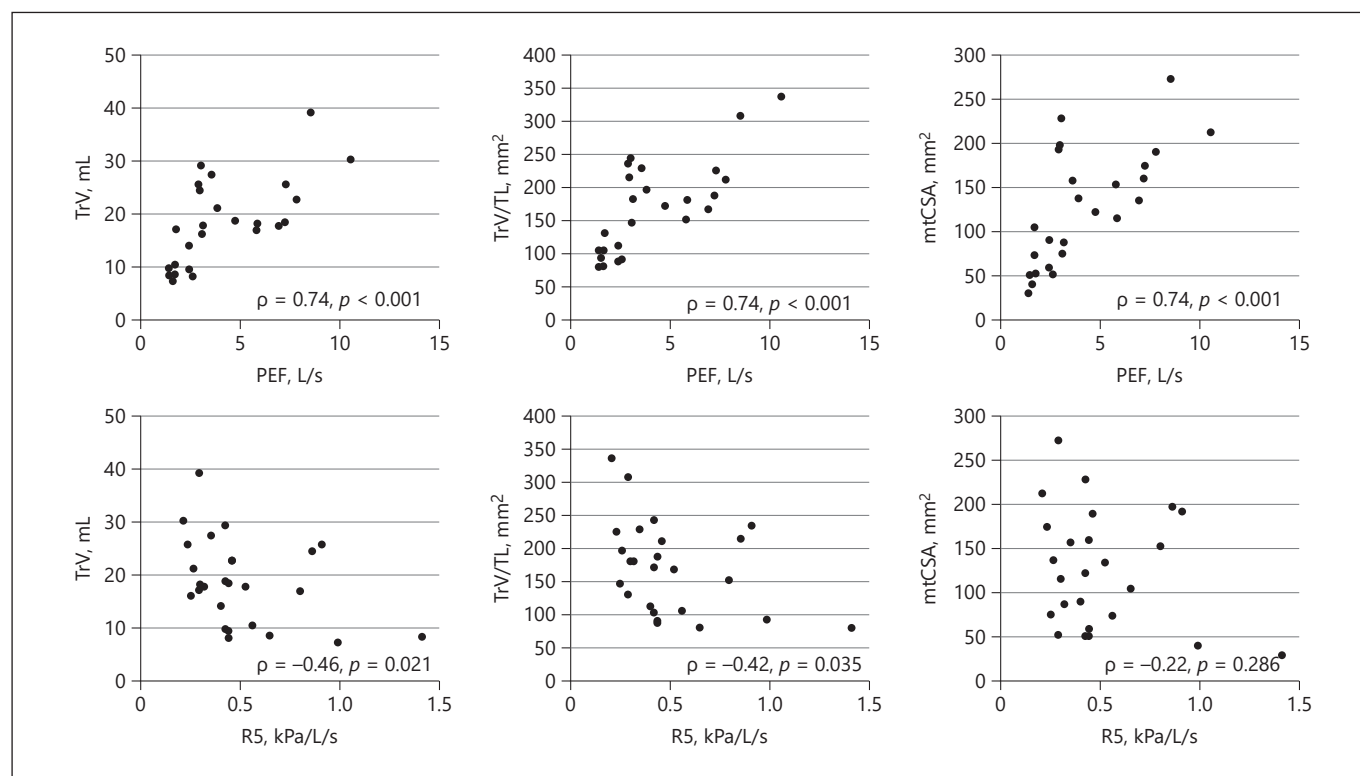 50
40
30
20
10
0
TrV, mL
0 5 10 15
PEF, L/s
ρ = 0.74, p < 0.001
400
350
300
250
200
150
100
50
0
TrV/TL, mm²
0 5 10 15
PEF, L/s
ρ = 0.74, p < 0.001
300
250
200
150
100
50
0
mtCSA, mm²
0 5 10 15
PEF, L/s
ρ = 0.74, p < 0.001
50
40
30
20
10
0
TrV, mL
0 0.5 1.0 1.5
R5, kPa/L/s
ρ = –0.46, p = 0.021
400
350
300
250
200
150
100
50
0
TrV/TL, mm²
0 0.5 1.0 1.5
R5, kPa/L/s
ρ = –0.42, p = 0.035
300
250
200
150
100
50
0
mtCSA, mm²
0 0.5 1.0 1.5
R5, kPa/L/s
ρ = –0.22, p = 0.286